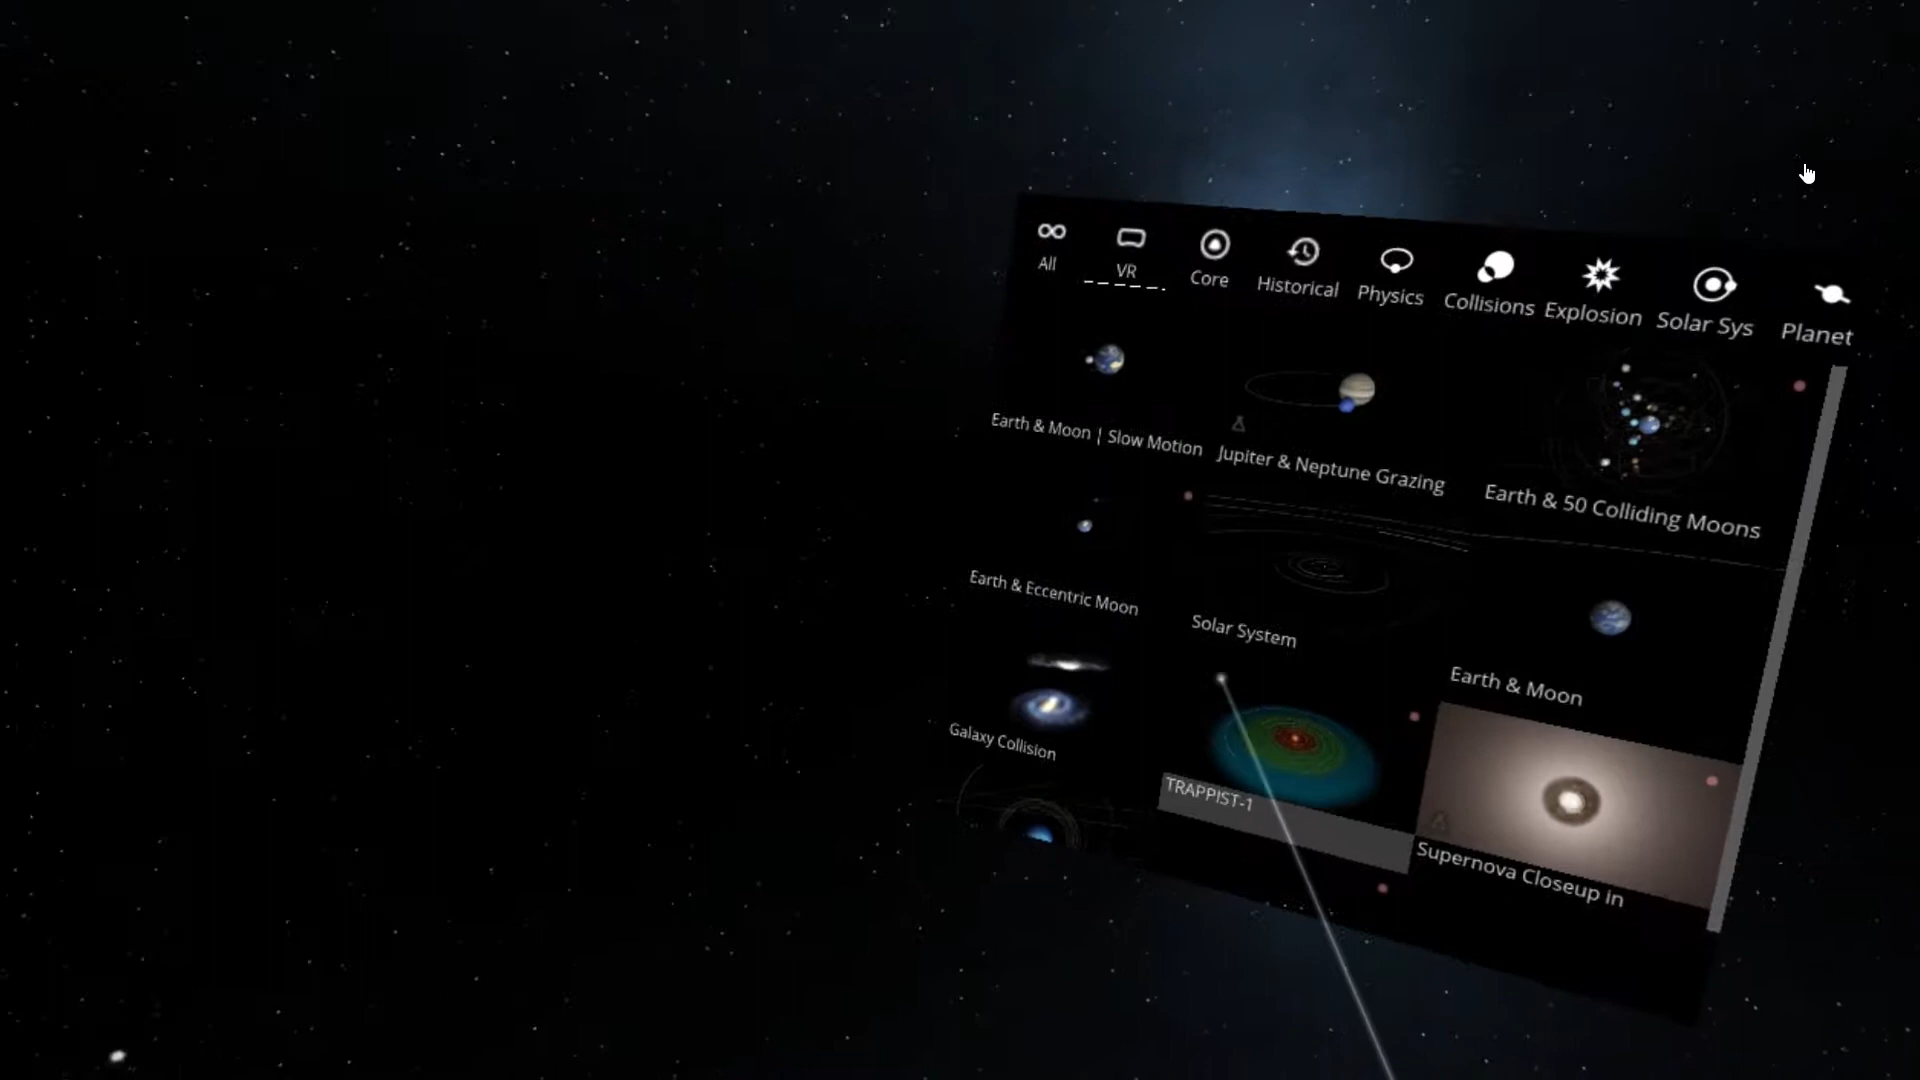 All
VR
Core
Historical
Physics
Collisions
Explosion
Solar Sys
Planet
Earth & Moon | Slow Motion
Jupiter & Neptune Grazing
Earth & 50 Colliding Moons
Earth & Eccentric Moon
Solar System
Earth & Moon
Galaxy Collision
TRAPPIST-1
Supernova Closeup in